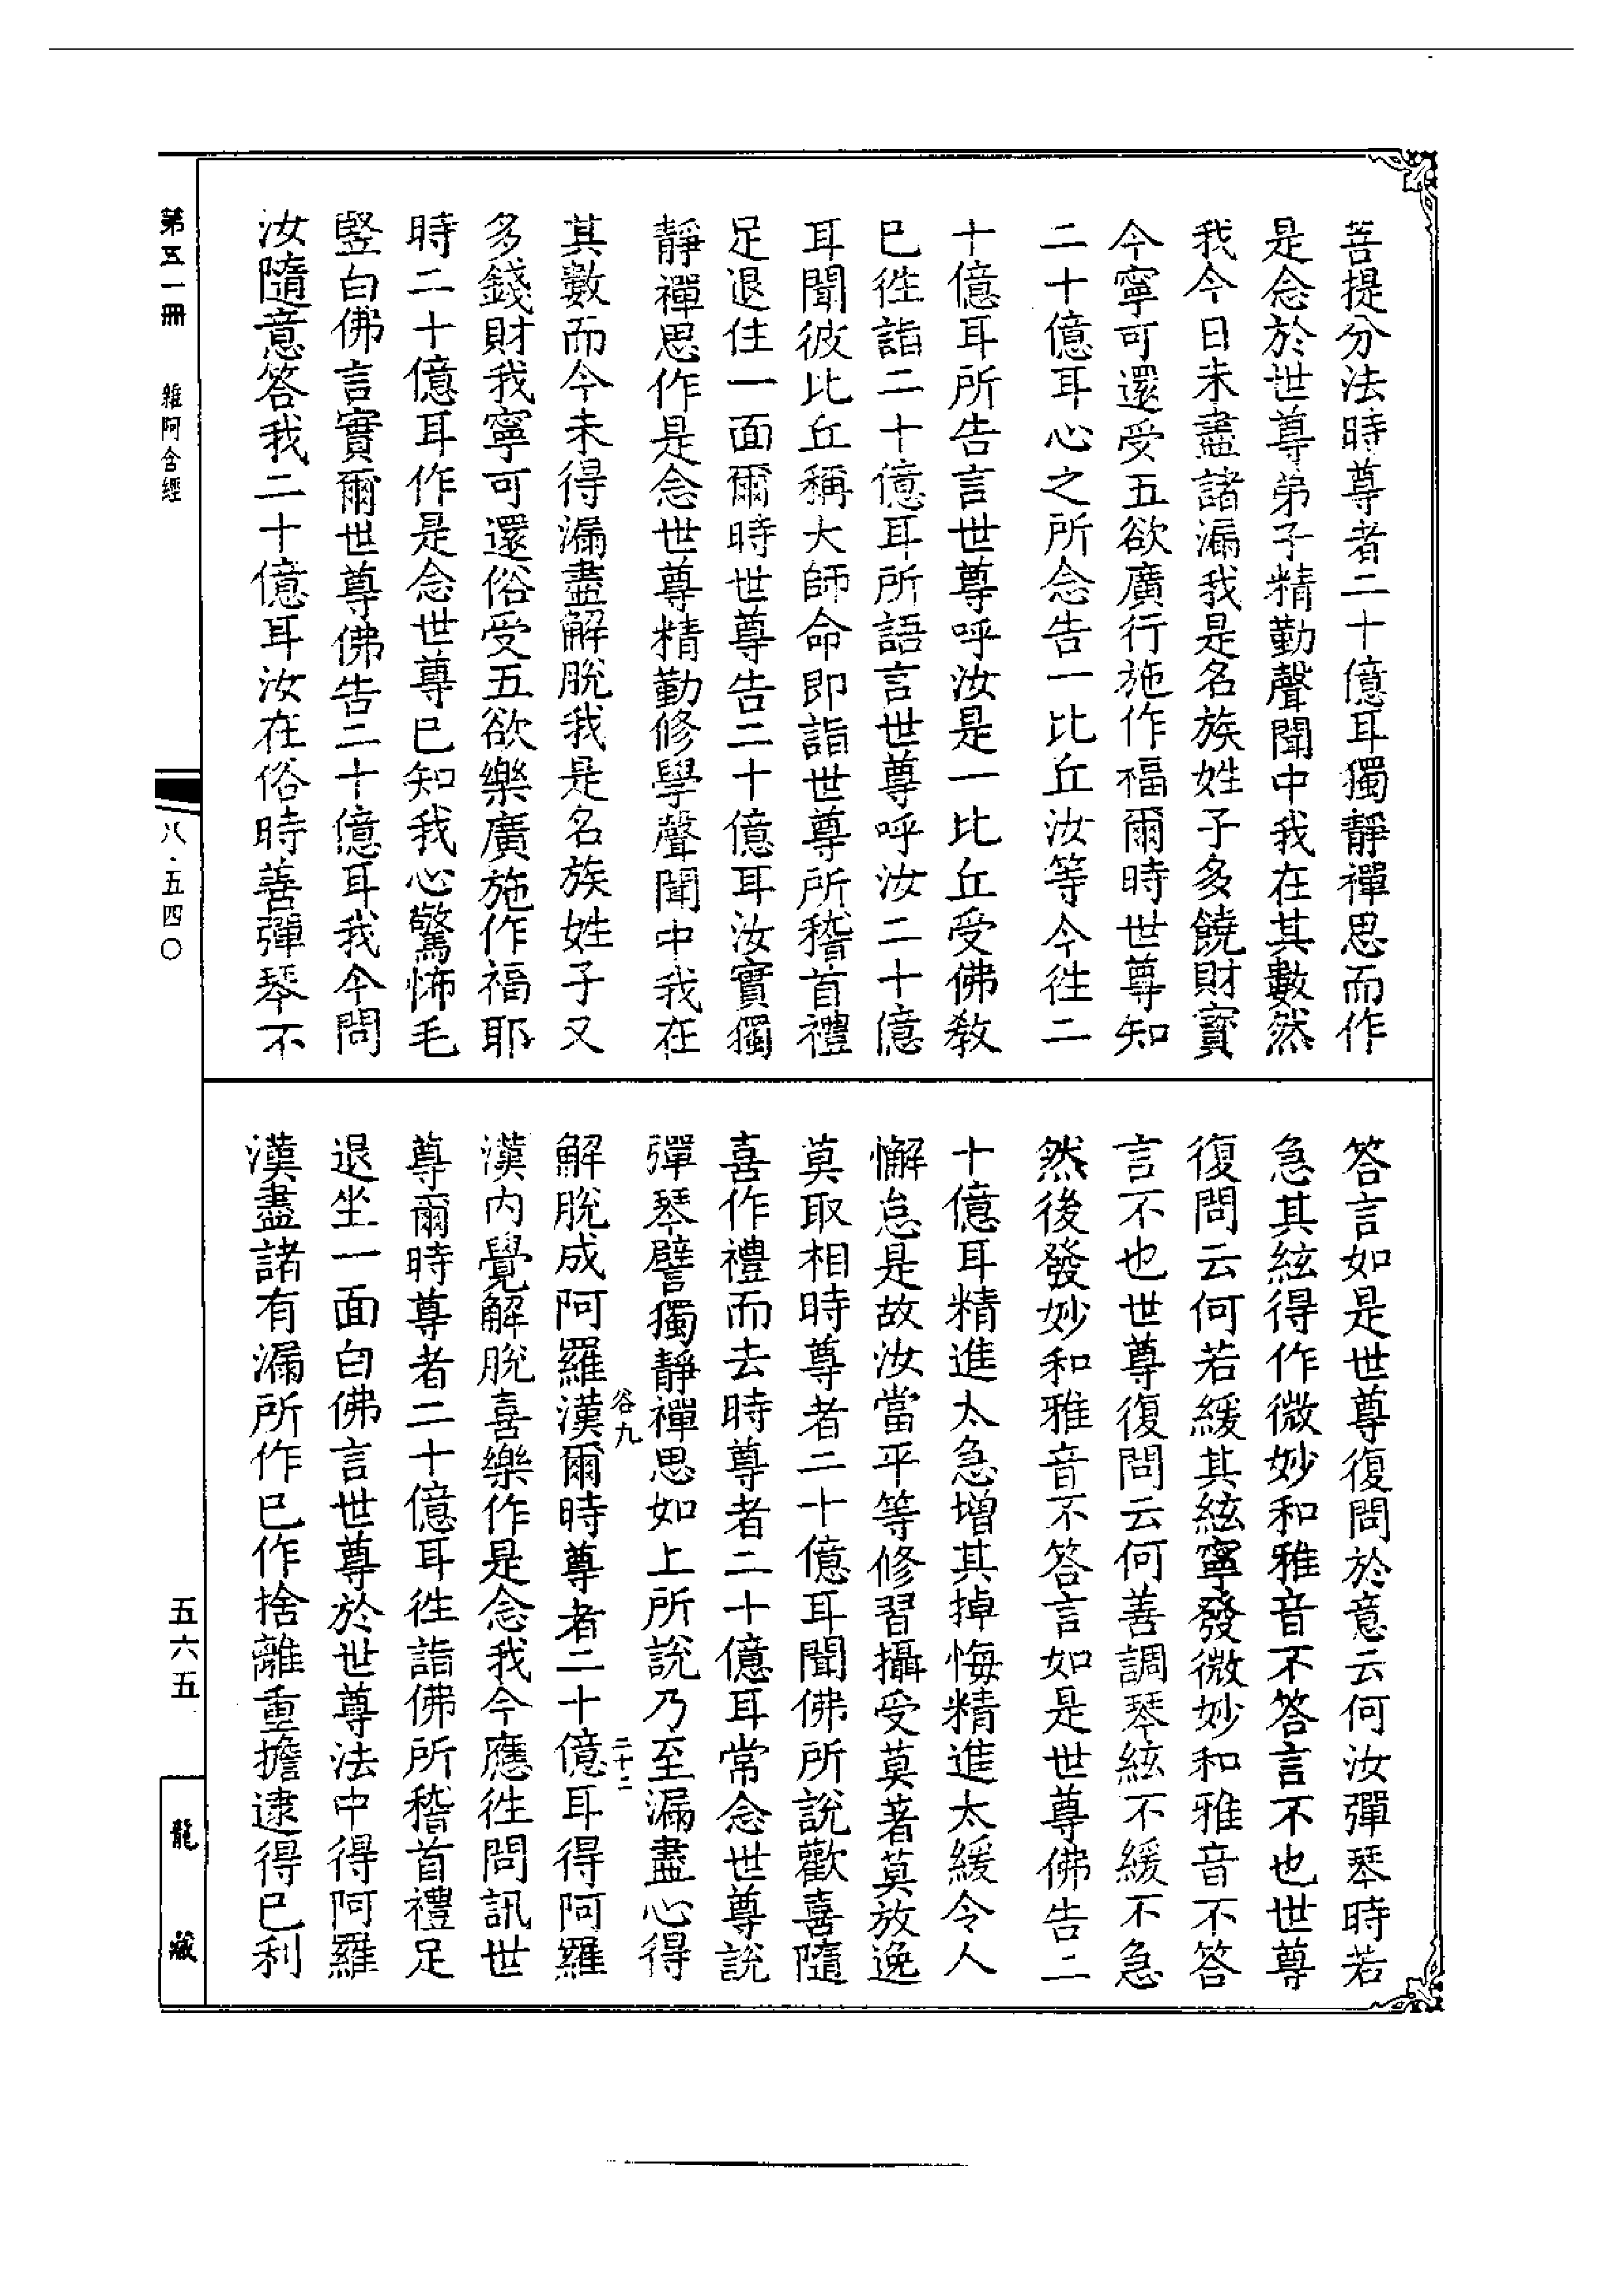 菩提分法時尊者二十億耳獨靜禪思而作
是念於世尊弟子精勤聲聞中我在其數然
我今日未盡諸漏我是名族姓子多饒財寶
今寧可還受五欲廣行施作福爾時世尊知
二十億耳心之所念告一比丘汝等今往二
十億耳所告言世尊呼汝是一比丘受佛教
已往詣二十億耳所語言世尊呼汝二十億
耳聞彼比丘稱大師命即詣世尊所稽首禮
足退住一面爾時世尊告二十億耳汝實獨
靜禪思作是念世尊精勤修學聲聞中我在
其數而今未得漏盡解脫我是名族姓子又
多錢財我寧可還俗受五欲樂廣施作福耶
時二十億耳作是念世尊已知我心驚怖毛
豎白佛言實爾世尊佛告二十億耳我今問
汝隨意答我二十億耳汝在俗時善彈琴不
答言如是世尊復問於意云何汝彈琴時若
急其絃得作微妙和雅音不答言不也世尊
復問云何若緩其絃寧發微妙和雅音不答
言不也世尊復問云何善調琴絃不緩不急
然後發妙和雅音不答言如是世尊佛告二
十億耳精進太急增其掉悔精進太緩令人
懈怠是故汝當平等修習攝受莫著莫放逸
莫取相時尊者二十億耳聞佛所說歡喜隨
喜作禮而去時尊者二十億耳常念世尊說
彈琴譬獨靜禪思如上所說乃至漏盡心得
谷九 二十二
解脫成阿羅漢爾時尊者二十億耳得阿羅
漢內覺解脫喜樂作是念我今應往問訊世
尊爾時尊者二十億耳往詣佛所稽首禮足
退坐一面白佛言世尊於世尊法中得阿羅
漢盡諸有漏所作已作捨離重擔逮得已利
第五一冊 雜阿含經
八·五四〇
五六五
龍藏